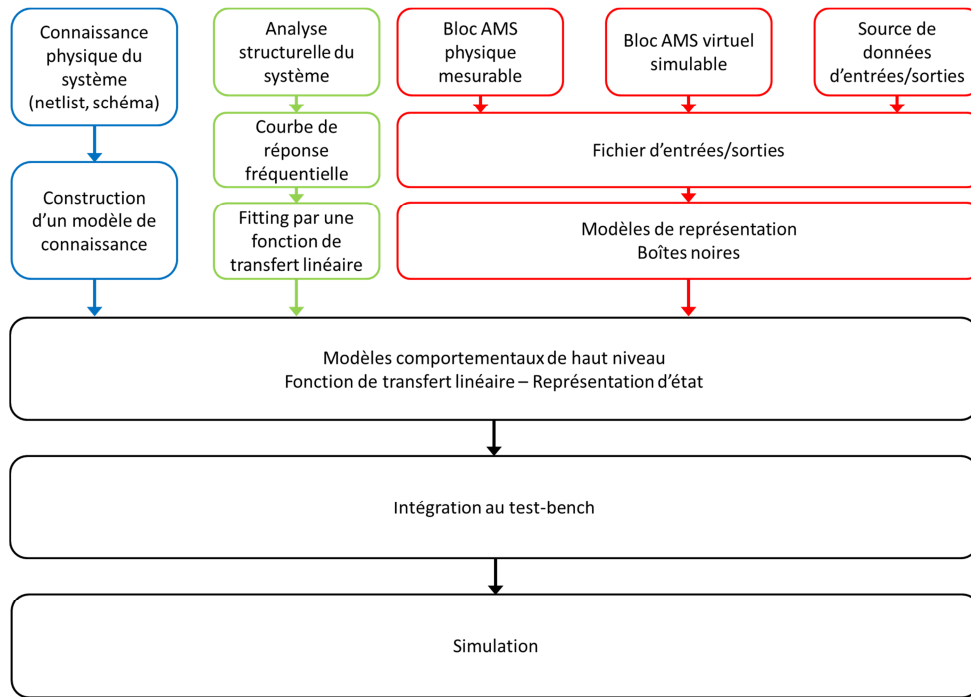 Connaissance
physique du
système
(netlist, schéma)
Construction
d'un modèle de
connaissance
Analyse
structurelle du
système
Courbe de
réponse
fréquentielle
Fitting par une
fonction de
transfert linéaire
Bloc AMS
physique
mesurable
Bloc AMS virtuel
simulable
Source de
données
d'entrées/sorties
Fichier d'entrées/sorties
Modèles de représentation
Boîtes noires
Modèles comportementaux de haut niveau
Fonction de transfert linéaire – Représentation d'état
Intégration au test-bench
Simulation